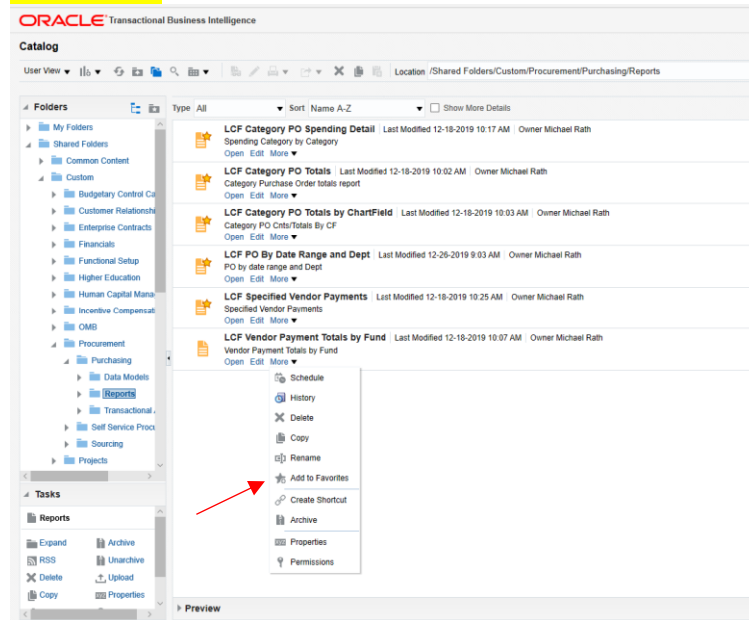 ORACLE Transactional Business Intelligence
Catalog
User View
Location /Shared Folders/Custom/Procurement/Purchasing/Reports
Folders
My Folders
Shared Folders
Common Content
Custom
Budgetary Control Ca
Customer Relationshi
Enterprise Contracts
Financials
Functional Setup
Higher Education
Human Capital Mana
Incentive Compensati
OMB
Procurement
Purchasing
Data Models
Reports
Transactional
Self Service Procu
Sourcing
Projects
Tasks
Reports
Expand Archive
RSS Unarchive
Delete Upload
Copy Properties
Type All Sort Name A-Z Show More Details
LCF Category PO Spending Detail Last Modified 12-18-2019 10:17 AM Owner Michael Rath
Spending Category by Category
Open Edit More
LCF Category PO Totals Last Modified 12-18-2019 10:02 AM Owner Michael Rath
Category Purchase Order totals report
Open Edit More
LCF Category PO Totals by ChartField Last Modified 12-18-2019 10:03 AM Owner Michael Rath
Category PO Cnts/Totals By CF
Open Edit More
LCF PO By Date Range and Dept Last Modified 12-26-2019 9:03 AM Owner Michael Rath
PO by date range and Dept
Open Edit More
LCF Specified Vendor Payments Last Modified 12-18-2019 10:25 AM Owner Michael Rath
Specified Vendor Payments
Open Edit More
LCF Vendor Payment Totals by Fund Last Modified 12-18-2019 10:07 AM Owner Michael Rath
Vendor Payment Totals by Fund
Open Edit More
Schedule
History
Delete
Copy
Rename
Add to Favorites
Create Shortcut
Archive
Properties
Permissions
Preview